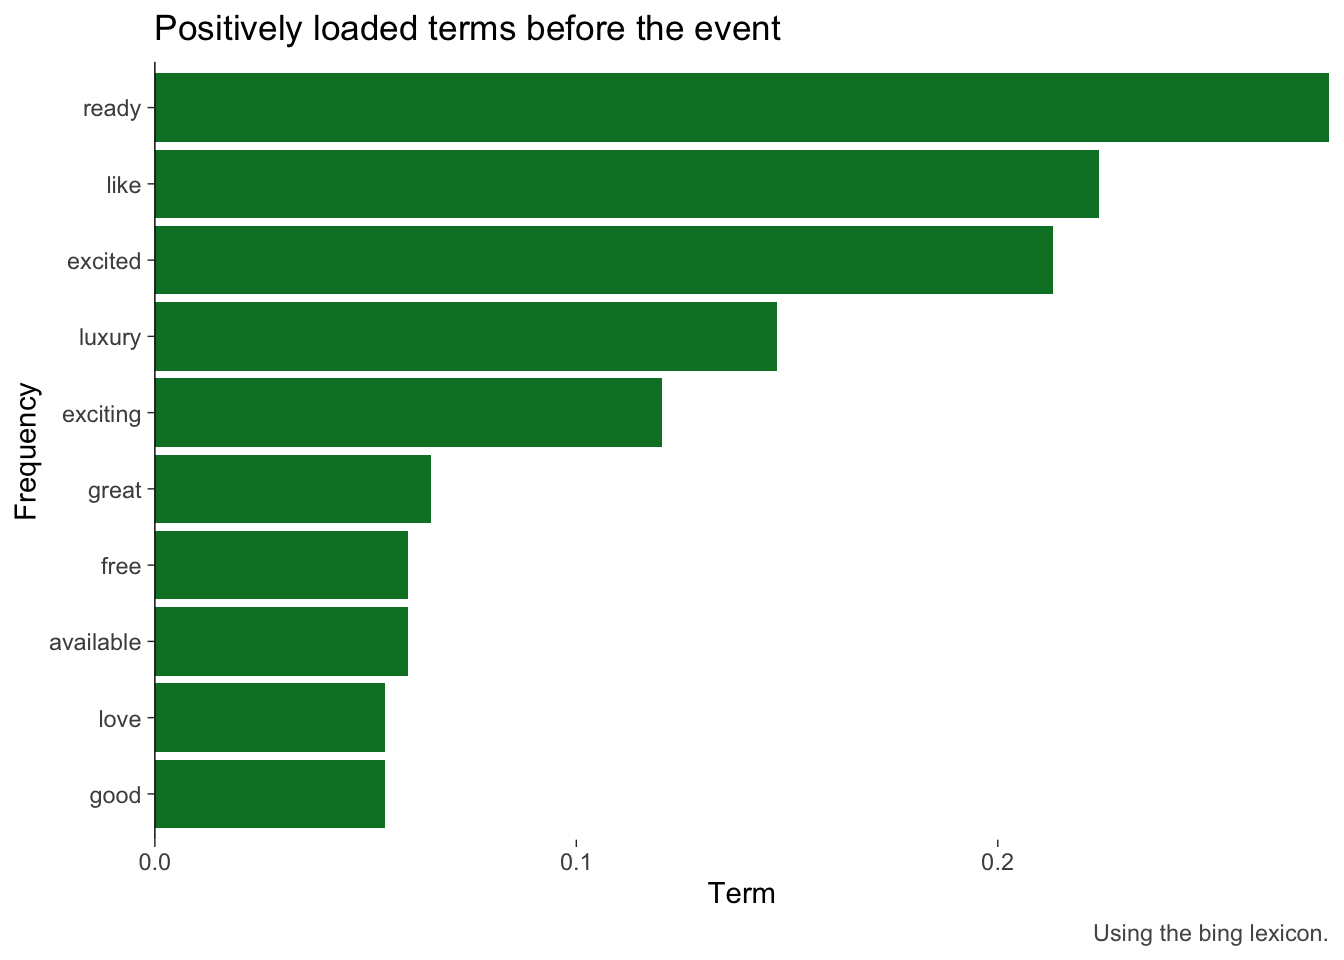 Positively loaded terms before the event
ready
like
excited
luxury
exciting
great
free
available
love
good
Frequency
0.0 0.1 0.2
Term
Using the bing lexicon.